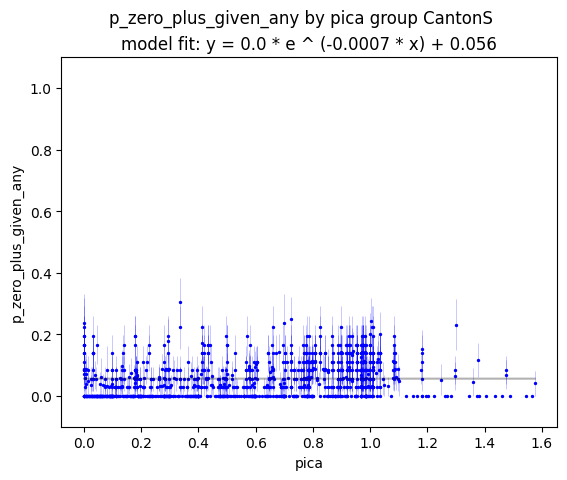 p_zero_plus_given_any by pica group CantonS
model fit: y = 0.0 * e ^ (-0.0007 * x) + 0.056
p_zero_plus_given_any
1.0
0.8
0.6
0.4
0.2
0.0
0.0 0.2 0.4 0.6 0.8 1.0 1.2 1.4 1.6
pica